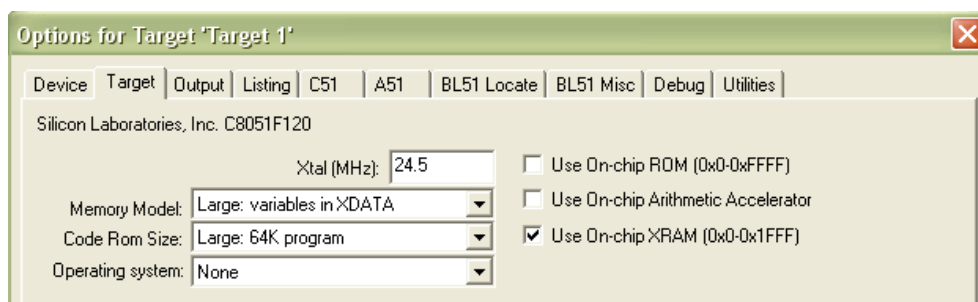 Options for Target 'Target 1'
Device Target Output Listing C51 A51 BL51 Locate BL51 Misc Debug Utilities
Silicon Laboratories, Inc. C8051F120
Xtal (MHz): 24.5 Use On-chip ROM (0x0-0xFFFF)
Memory Model: Large: variables in XDATA Use On-chip Arithmetic Accelerator
Code Rom Size: Large: 64K program Use On-chip XRAM (0x0-0x1FFF)
Operating system: None